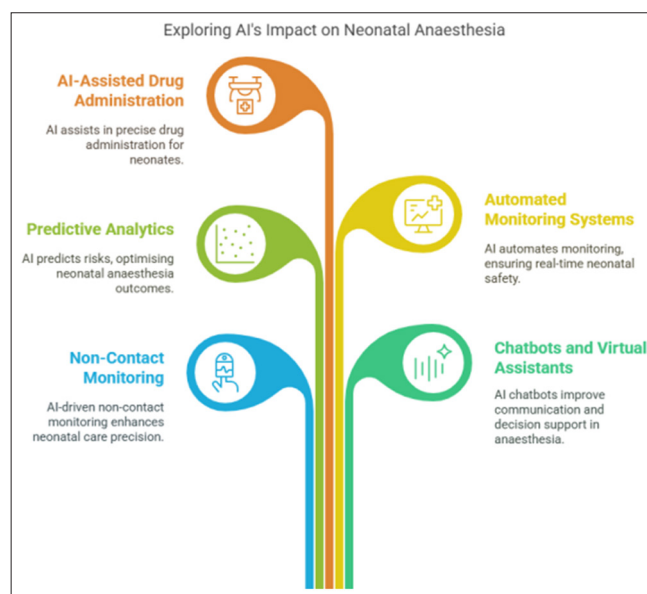 Exploring AI's Impact on Neonatal Anaesthesia
AI-Assisted Drug
Administration
AI assists in precise drug
administration for
neonates.
Automated
Monitoring Systems
AI automates monitoring,
ensuring real-time neonatal
safety.
Predictive Analytics
AI predicts risks, optimising
neonatal anaesthesia
outcomes.
Chatbots and Virtual
Assistants
AI chatbots improve
communication and
decision support in
anaesthesia.
Non-Contact
Monitoring
AI-driven non-contact
monitoring enhances
neonatal care precision.